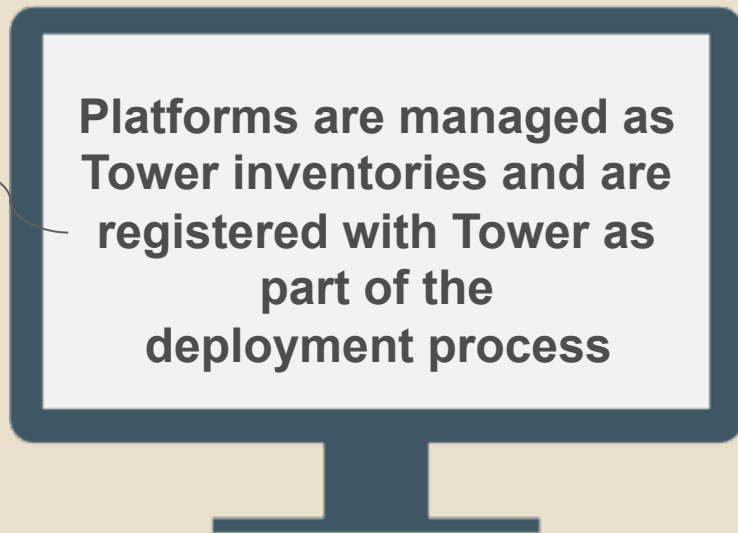 Platforms are managed as
Tower inventories and are
registered with Tower as
part of the
deployment process